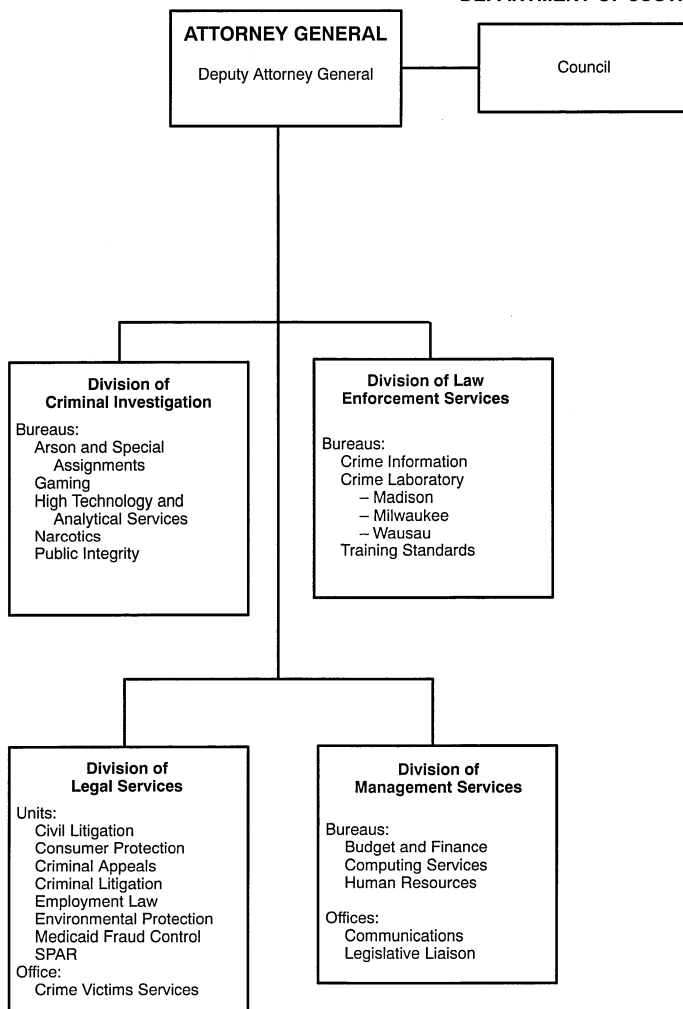 ATTORNEY GENERAL
Deputy Attorney General
Council
Division of
Criminal Investigation
Bureaus:
Arson and Special
Assignments
Gaming
High Technology and
Analytical Services
Narcotics
Public Integrity
Division of Law
Enforcement Services
Bureaus:
Crime Information
Crime Laboratory
– Madison
– Milwaukee
– Wausau
Training Standards
Division of
Legal Services
Units:
Civil Litigation
Consumer Protection
Criminal Appeals
Criminal Litigation
Employment Law
Environmental Protection
Medicaid Fraud Control
SPAR
Office:
Crime Victims Services
Division of
Management Services
Bureaus:
Budget and Finance
Computing Services
Human Resources
Offices:
Communications
Legislative Liaison